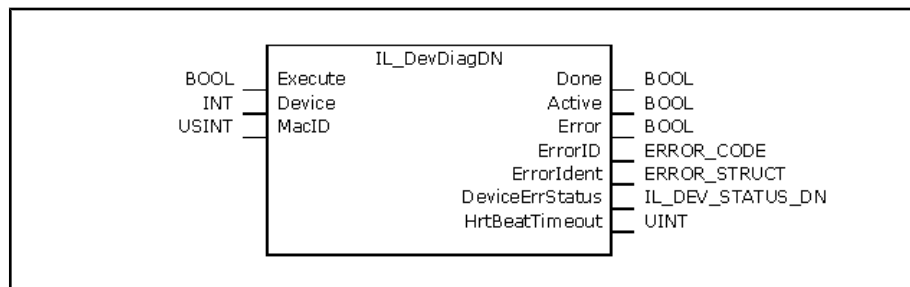 IL_DevDiagDN
BOOL Execute Done BOOL
INT Device Active BOOL
USINT MacID Error BOOL
ErrorID ERROR_CODE
ErrorIdent ERROR_STRUCT
DeviceErrStatus IL_DEV_STATUS_DN
HrtBeatTimeout UINT